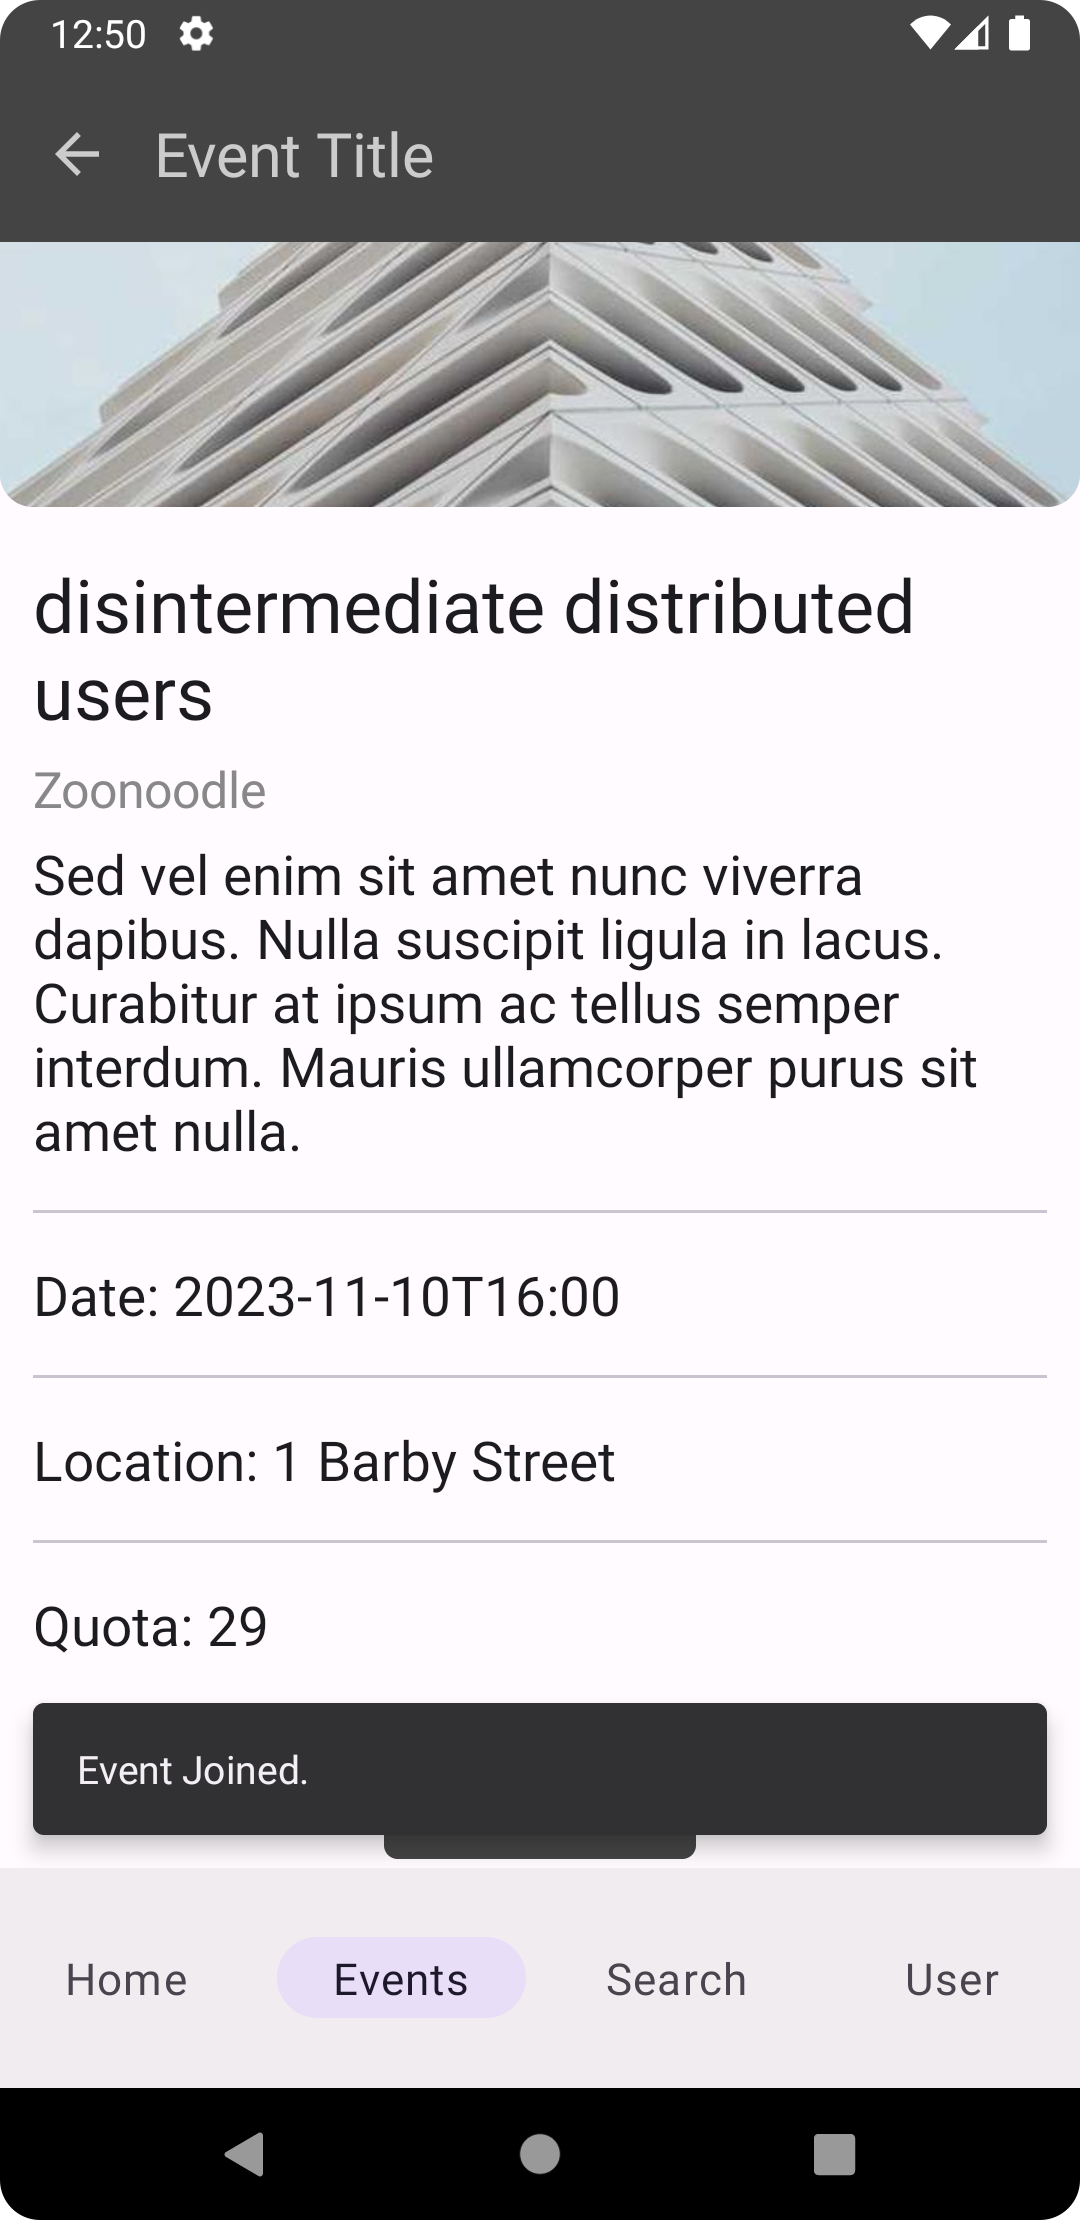 12:50
Event Title
disintermediate distributed
users
Zoonoodle
Sed vel enim sit amet nunc viverra
dapibus. Nulla suscipit ligula in lacus.
Curabitur at ipsum ac tellus semper
interdum. Mauris ullamcorper purus sit
amet nulla.
Date: 2023-11-10T16:00
Location: 1 Barby Street
Quota: 29
Event Joined.
Home Events Search User